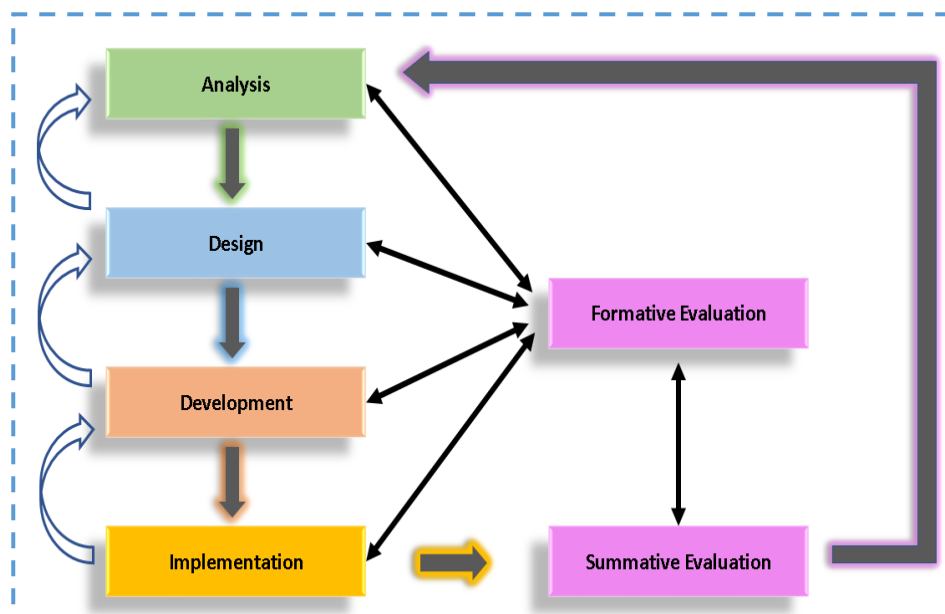 Analysis
Design
Formative Evaluation
Development
Implementation
Summative Evaluation